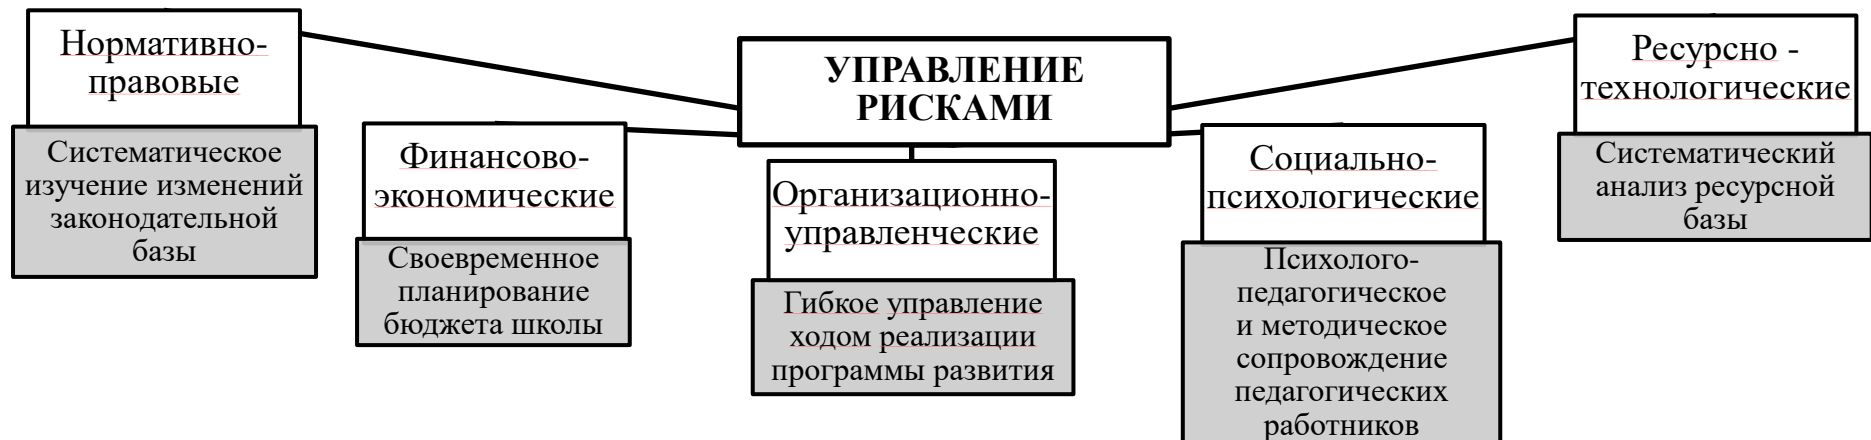 УПРАВЛЕНИЕ
РИСКАМИ
Нормативно-
правовые
Систематическое
изучение изменений
законодательной
базы
Финансово-
экономические
Своевременное
планирование
бюджета школы
Организационно-
управленческие
Гибкое управление
ходом реализации
программы развития
Социально-
психологические
Психолого-
педагогическое
и методическое
сопровождение
педагогических
работников
Ресурсно -
технологические
Систематический
анализ ресурсной
базы